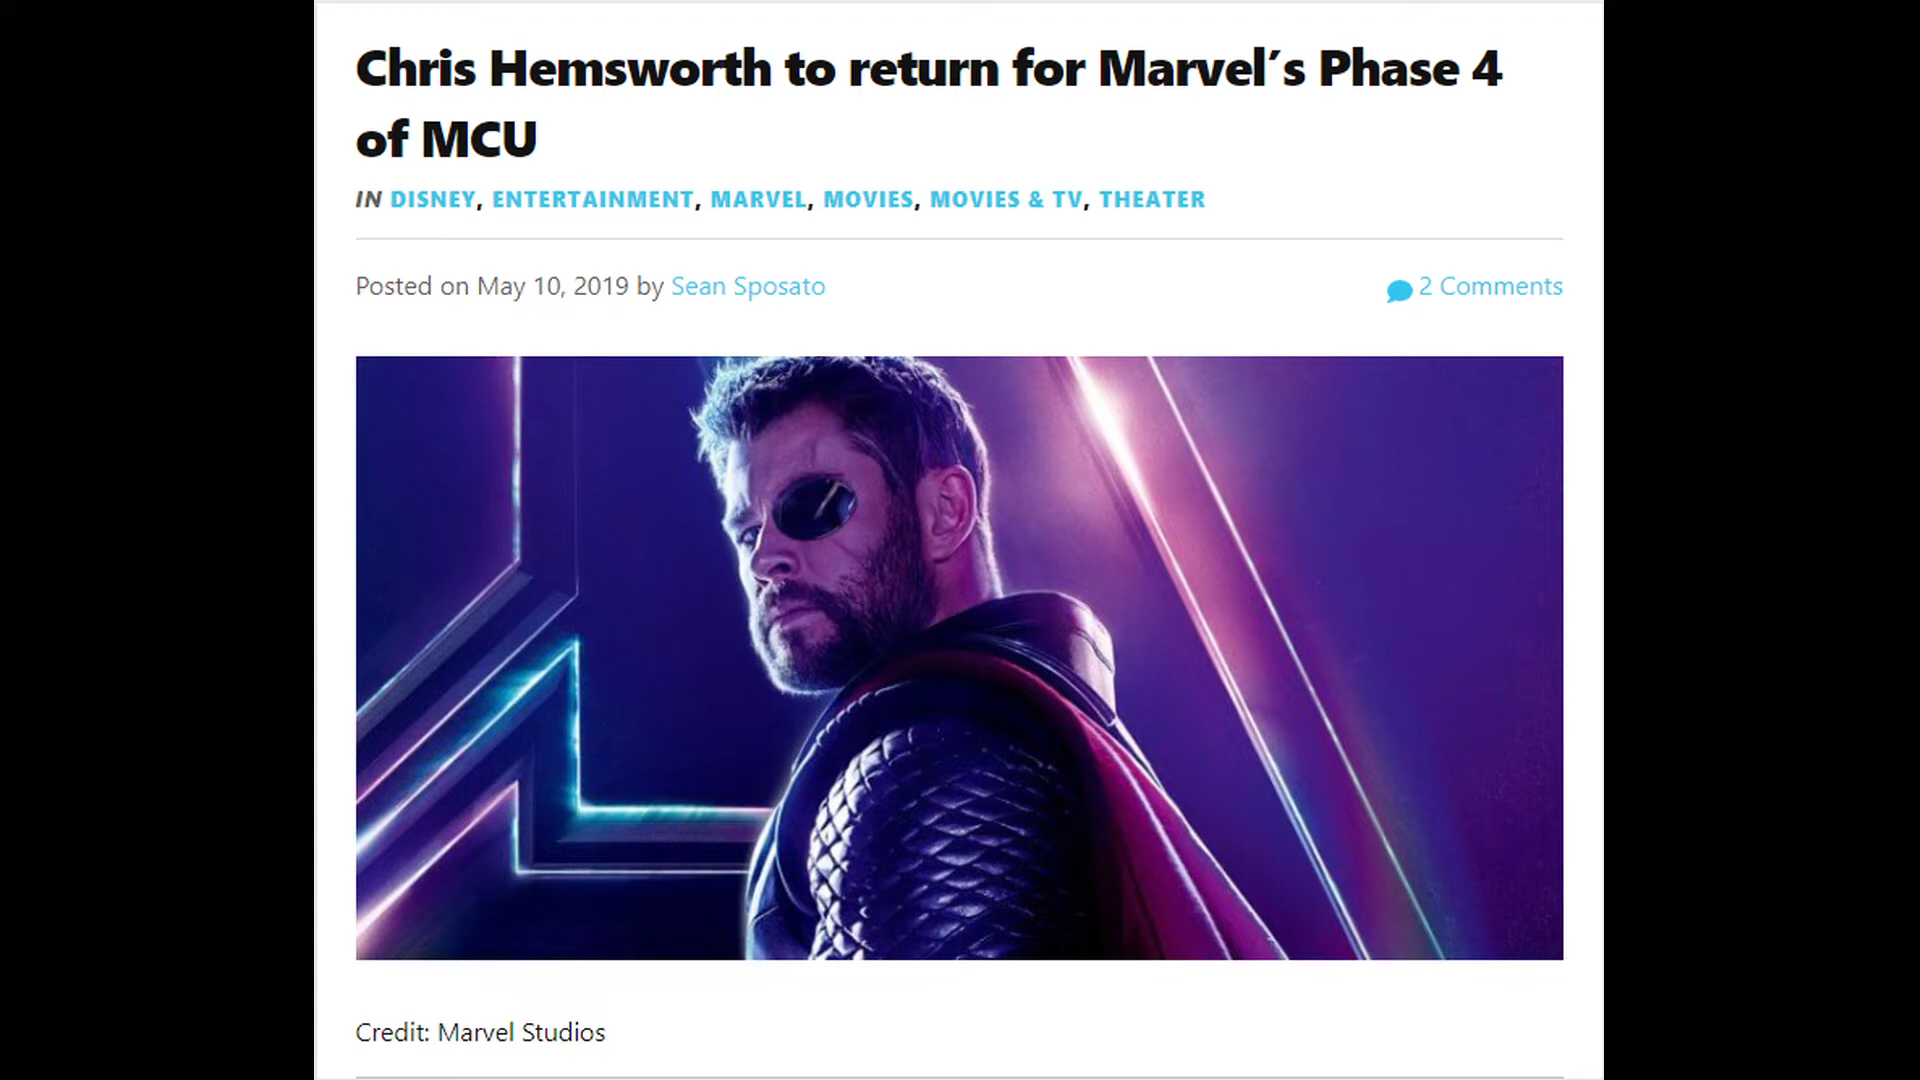 Chris Hemsworth to return for Marvel´s Phase 4
of MCU
IN DISNEY, ENTERTAINMENT, MARVEL, MOVIES, MOVIES & TV, THEATER
Posted on May 10, 2019 by Sean Sposato
2 Comments
Credit: Marvel Studios